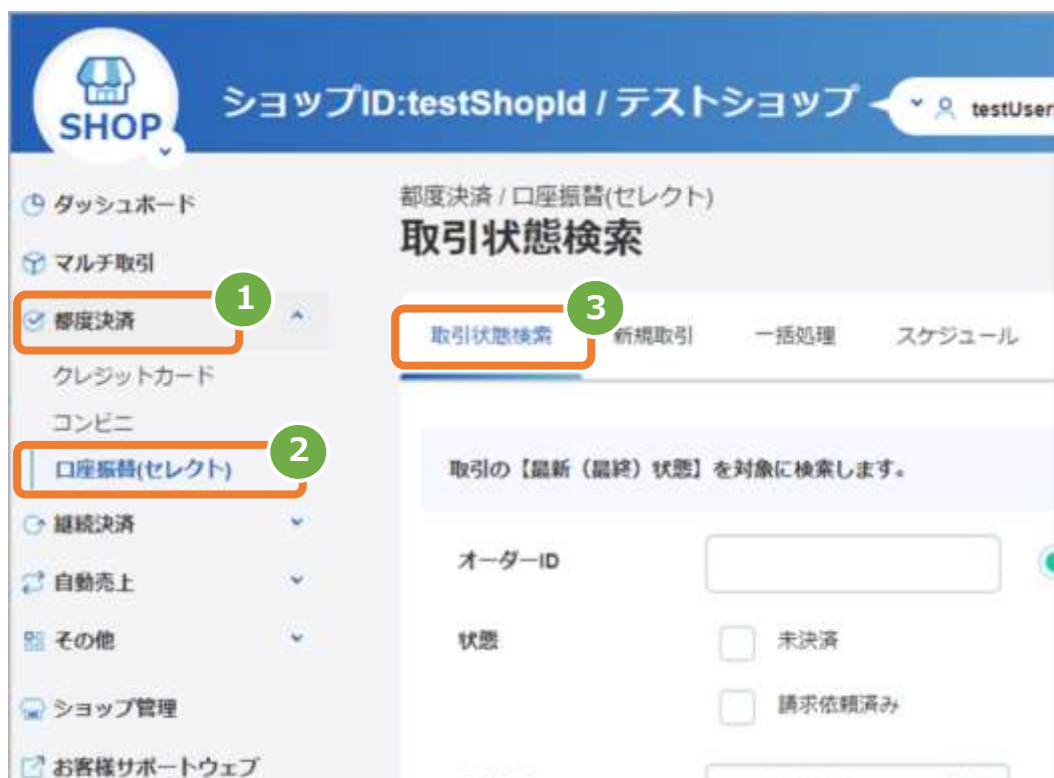 SHOP
ショップID:testShopId / テストショップ
testUser
ダッシュボード
マルチ取引
1
都度決済
クレジットカード
コンビニ
2
口座振替(セレクト)
継続決済
自動売上
その他
ショップ管理
お客様サポートウェブ
都度決済 / 口座振替(セレクト)
取引状態検索
3
取引状態検索 新規取引 一括処理 スケジュール
取引の【最新（最終）状態】を対象に検索します。
オーダーID
状態
未決済
請求依頼済み